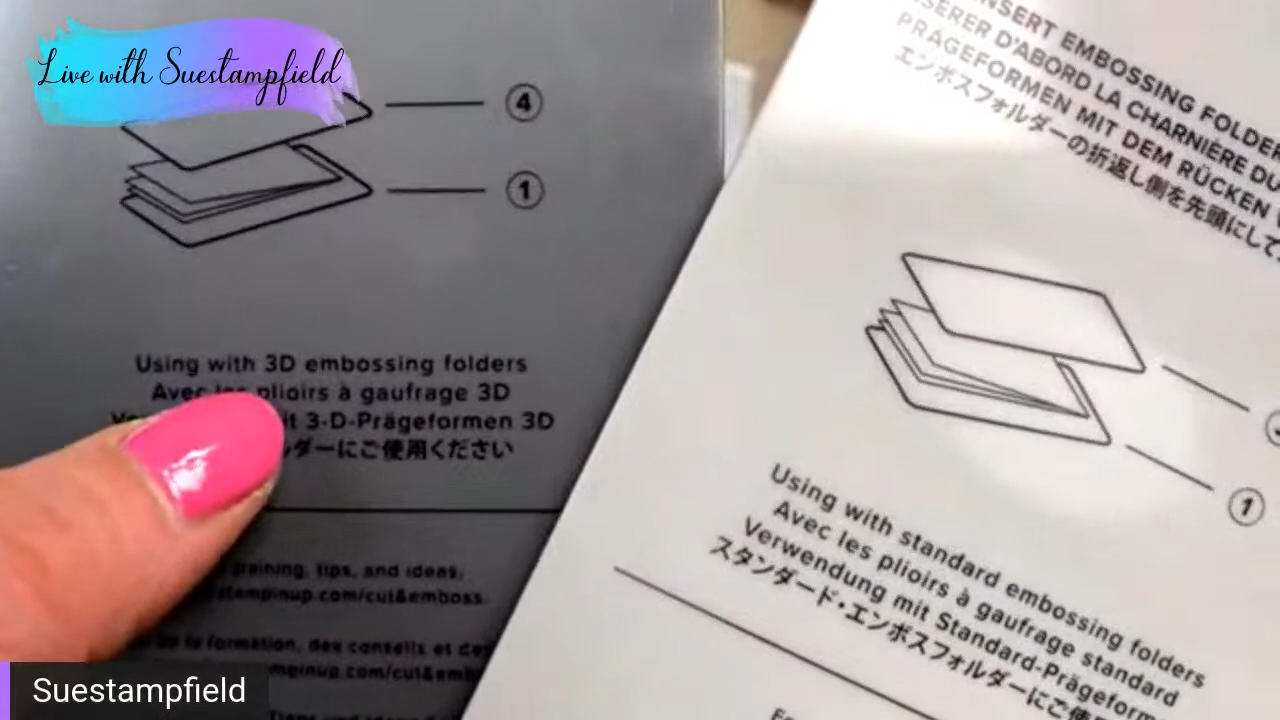 Live with Suestampfield
4
1
Using with 3D embossing folders
Avec les plioirs à gaufrage 3D
it 3-D-Prägeformen 3D
ダーにご使用ください
training, tips, and ideas,
stampinup.com/cut&emboss
de la formation, des conseils et des
INSERT EMBOSSING FOLDER
INSÉRER D'ABORD LA CHARNIÈRE DU
PRÄGEFORMEN MIT DEM RÜCKEN
エンボスフォルダーの折返し側を先頭にして
1
Using with standard embossing folders
Avec les plioirs à gaufrage standard
Verwendung mit Standard-Prägeform
スタンダード・エンボスフォルダーにご使
Suestampfield